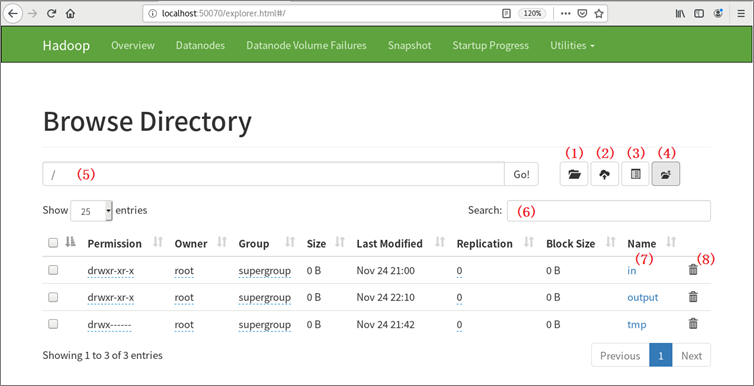 localhost:50070/explorer.html#/ 120%
Hadoop Overview Datanodes Datanode Volume Failures Snapshot Startup Progress Utilities
Browse Directory
(1) (2) (3) (4)
/ (5) Go!
Show 25 entries Search: (6)
Permission Owner Group Size Last Modified Replication Block Size Name
(7) (8)
drwxr-xr-x root supergroup 0 B Nov 24 21:00 0 0 B in
drwxr-xr-x root supergroup 0 B Nov 24 22:10 0 0 B output
drwx------ root supergroup 0 B Nov 24 21:42 0 0 B tmp
Showing 1 to 3 of 3 entries Previous 1 Next